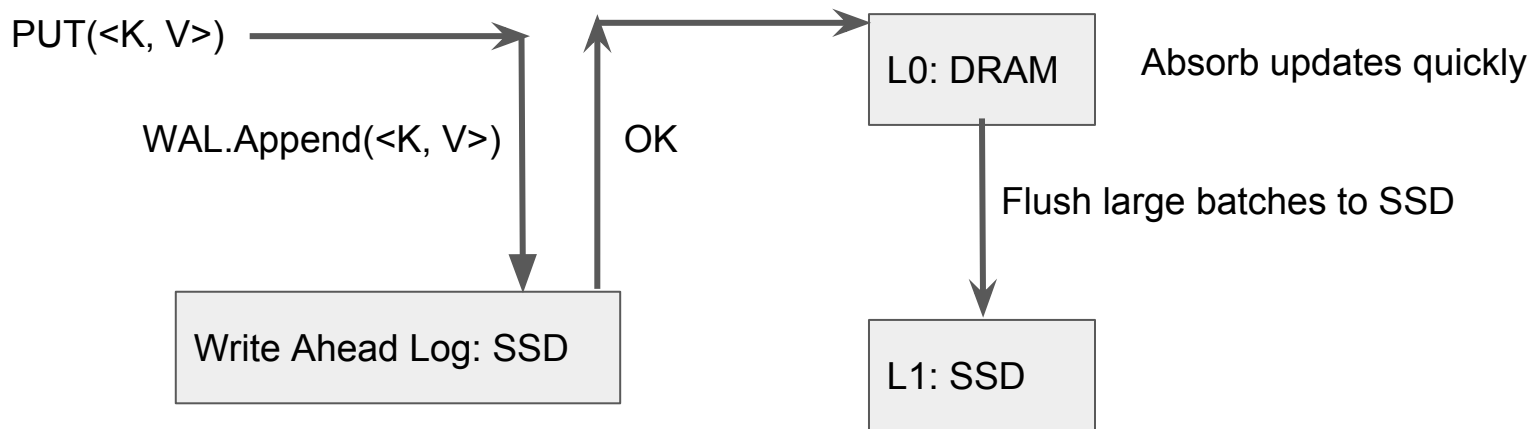 PUT(<K, V>)
L0: DRAM
Absorb updates quickly
WAL.Append(<K, V>)
OK
Flush large batches to SSD
Write Ahead Log: SSD
L1: SSD